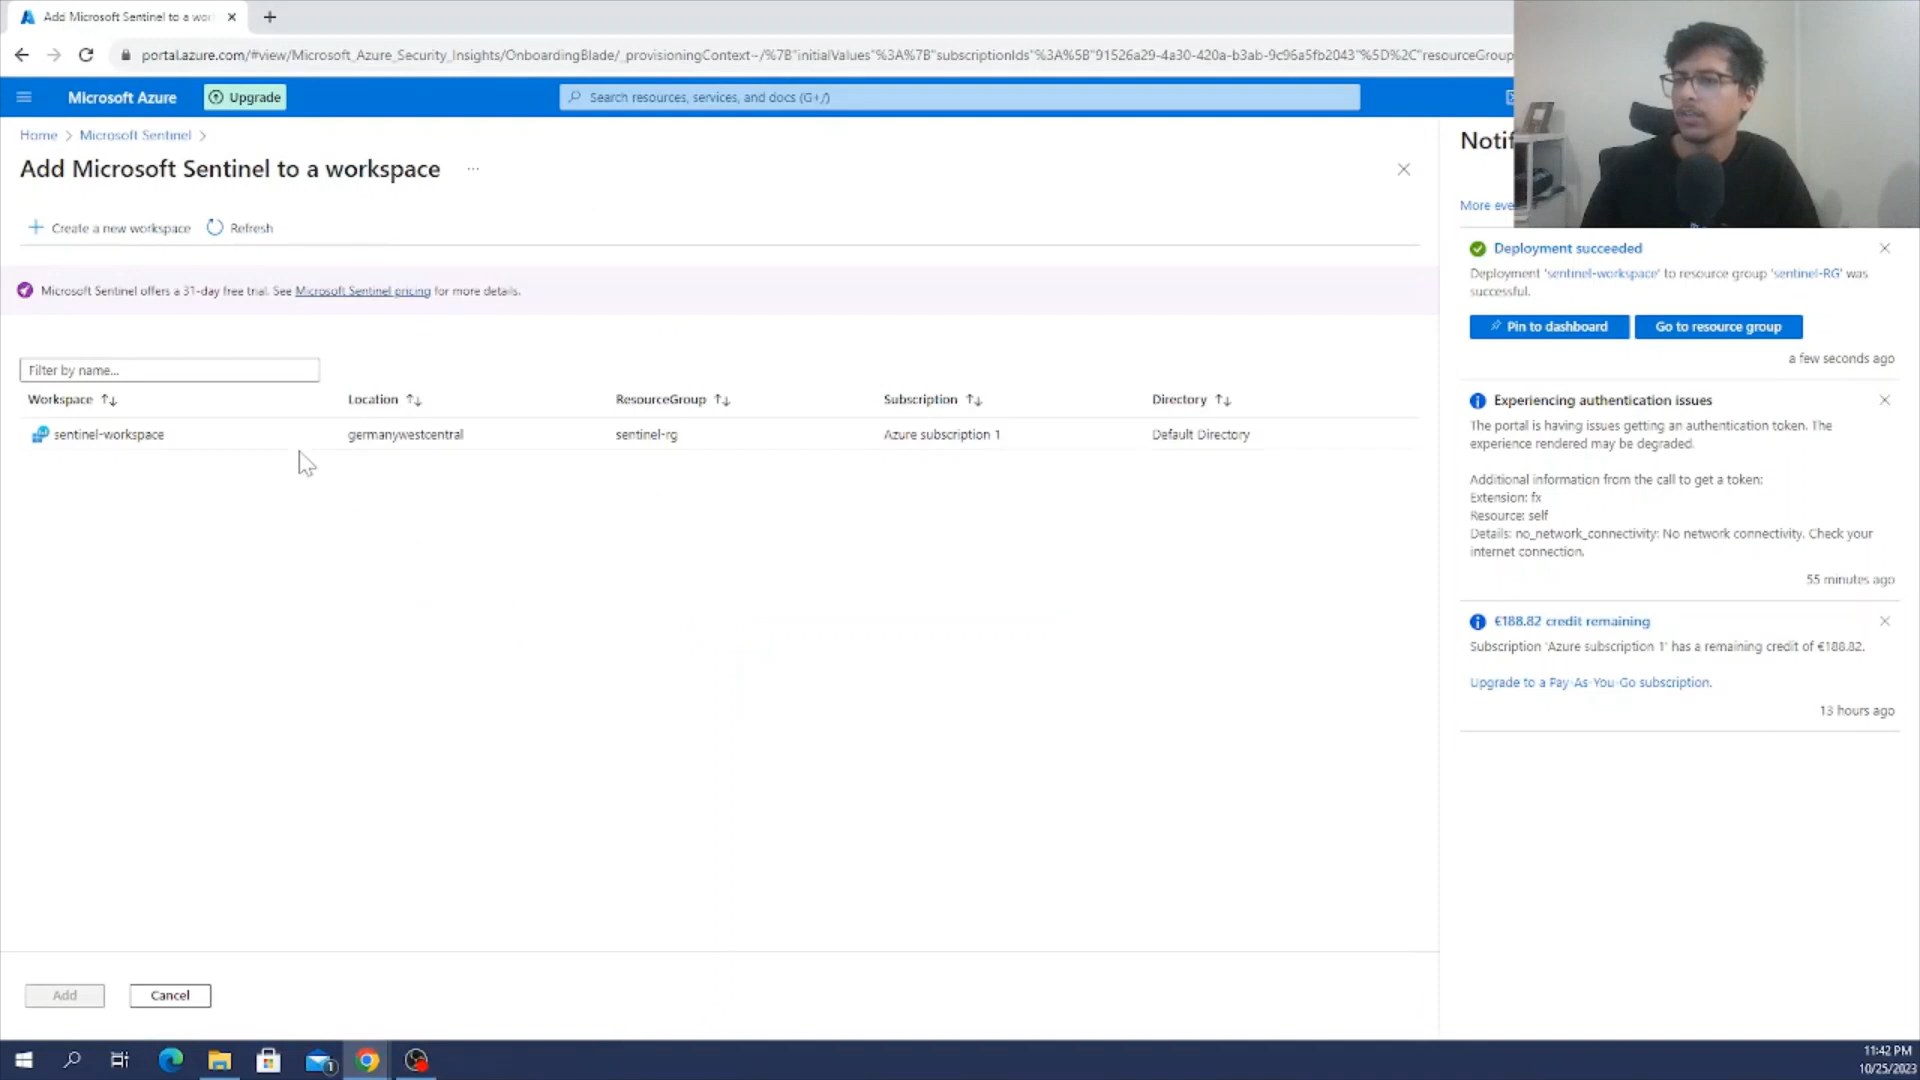 Add Microsoft Sentinel to a wor
portal.azure.com/#view/Microsoft_Azure_Security_Insights/OnboardingBlade/_provisioningContext~/%7B"initialValues"%3A%7B"subscriptionIds"%3A%5B"91526a29-4a30-420a-b3ab-9c96a5fb2043"%5D%2C"resourceGroup
Microsoft Azure
Upgrade
Search resources, services, and docs (G+/)
Home > Microsoft Sentinel >
Add Microsoft Sentinel to a workspace ...
Create a new workspace
Refresh
Microsoft Sentinel offers a 31-day free trial. See Microsoft Sentinel pricing for more details.
Filter by name...
Workspace Location ResourceGroup Subscription Directory
sentinel-workspace germanywestcentral sentinel-rg Azure subscription 1 Default Directory
Add
Cancel
Notif
More eve
Deployment succeeded
Deployment 'sentinel-workspace' to resource group 'sentinel-RG' was
successful.
Pin to dashboard
Go to resource group
a few seconds ago
Experiencing authentication issues
The portal is having issues getting an authentication token. The
experience rendered may be degraded.
Additional information from the call to get a token:
Extension: fx
Resource: self
Details: no_network_connectivity: No network connectivity. Check your
internet connection.
55 minutes ago
€188.82 credit remaining
Subscription 'Azure subscription 1' has a remaining credit of €188.82.
Upgrade to a Pay-As-You-Go subscription.
13 hours ago
1
11:42 PM
10/25/2023